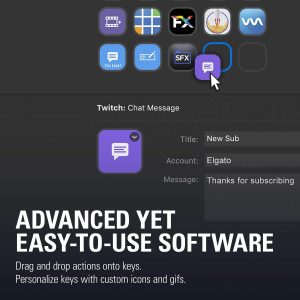 FX
I'm Live!
SFX
Twitch: Chat Message
Title: New Sub
Account: Elgato
Message: Thanks for subscribing
ADVANCED YET
EASY-TO-USE SOFTWARE
Drag and drop actions onto keys.
Personalize keys with custom icons and gifs.